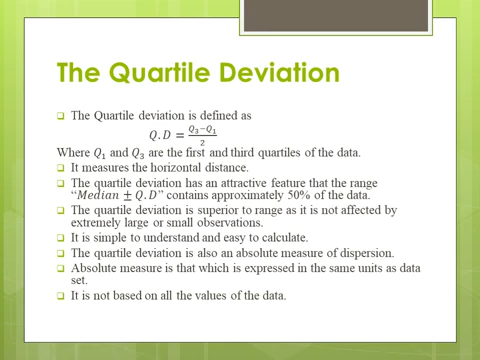 The Quartile Deviation
The Quartile deviation is defined as
Q.D = (Q₃−Q₁)/2
Where Q₁ and Q₃ are the first and third quartiles of the data.
It measures the horizontal distance.
The quartile deviation has an attractive feature that the range
“Median ± Q.D” contains approximately 50% of the data.
The quartile deviation is superior to range as it is not affected by
extremely large or small observations.
It is simple to understand and easy to calculate.
The quartile deviation is also an absolute measure of dispersion.
Absolute measure is that which is expressed in the same units as data
set.
It is not based on all the values of the data.